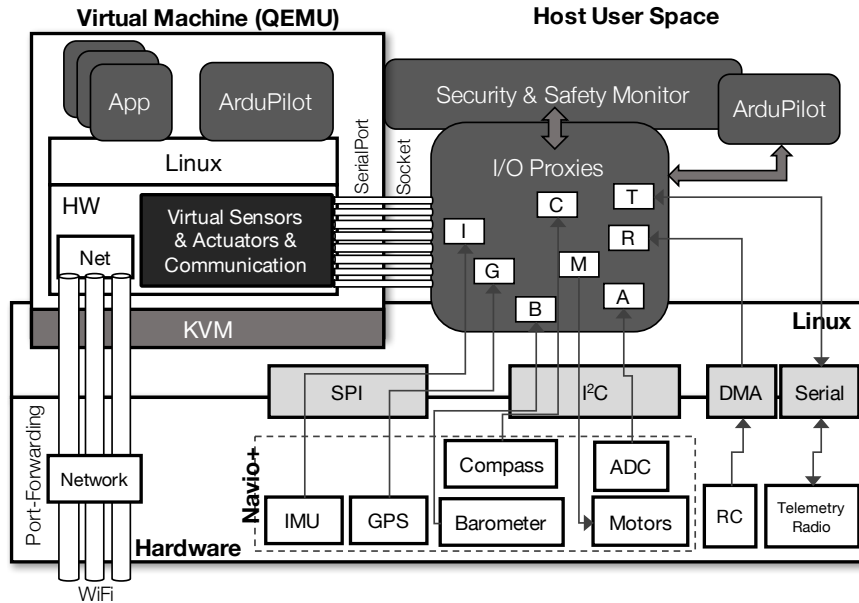 Virtual Machine (QEMU)
Host User Space
App
ArduPilot
Security & Safety Monitor
ArduPilot
SerialPort
Socket
Linux
I/O Proxies
HW
Virtual Sensors
& Actuators &
Communication
Net
C
T
I
R
G
M
B
A
KVM
Linux
SPI
I²C
DMA
Serial
Port-Forwarding
Network
Navio+
Compass
ADC
IMU
GPS
Barometer
Motors
RC
Telemetry
Radio
Hardware
WiFi